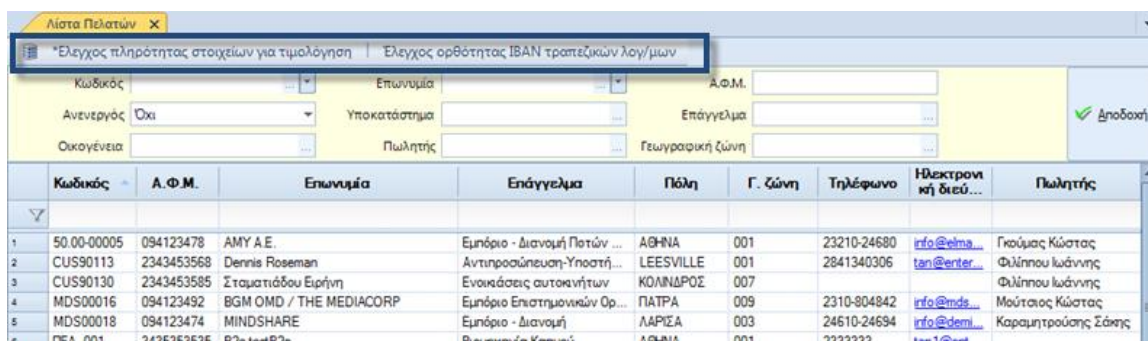 Λίστα Πελατών
*Ελεγχος πληρότητας στοιχείων για τιμολόγηση Έλεγχος ορθότητας IBAN τραπεζικών λογ/μων
Κωδικός Επωνυμία Α.Φ.Μ.
Ανενεργός Όχι Υποκατάστημα Επάγγελμα Αποδοχή
Οικογένεια Πωλητής Γεωγραφική ζώνη
Κωδικός Α.Φ.Μ. Επωνυμία Επάγγελμα Πόλη Γ. ζώνη Τηλέφωνο Ηλεκτρονι Πωλητής
κή διεύ...
1 50.00-00005 094123478 AMY A.E. Εμπόριο - Διανομή Ποτών ... ΑΘΗΝΑ 001 23210-24680 info@elma... Γκούμας Κώστας
2 CUS90113 2343453568 Dennis Roseman Αντιπροσώπευση-Υποστή... LEESVILLE 001 2841340306 tan@enter... Φιλίππου Ιωάννης
3 CUS90130 2343453585 Σταματιάδου Ειρήνη Ενοικιάσεις αυτοκινήτων ΚΟΛΙΝΔΡΟΣ 007 Φιλίππου Ιωάννης
4 MDS00016 094123492 BGM OMD / THE MEDIACORP Εμπόριο Επιστημονικών Ορ... ΠΑΤΡΑ 009 2310-804842 info@mds... Μούτσιος Κώστας
5 MDS00018 094123474 MINDSHARE Εμπόριο - Διανομή ΛΑΡΙΣΑ 003 24610-24694 info@demi... Καραμητρούσης Σάκης